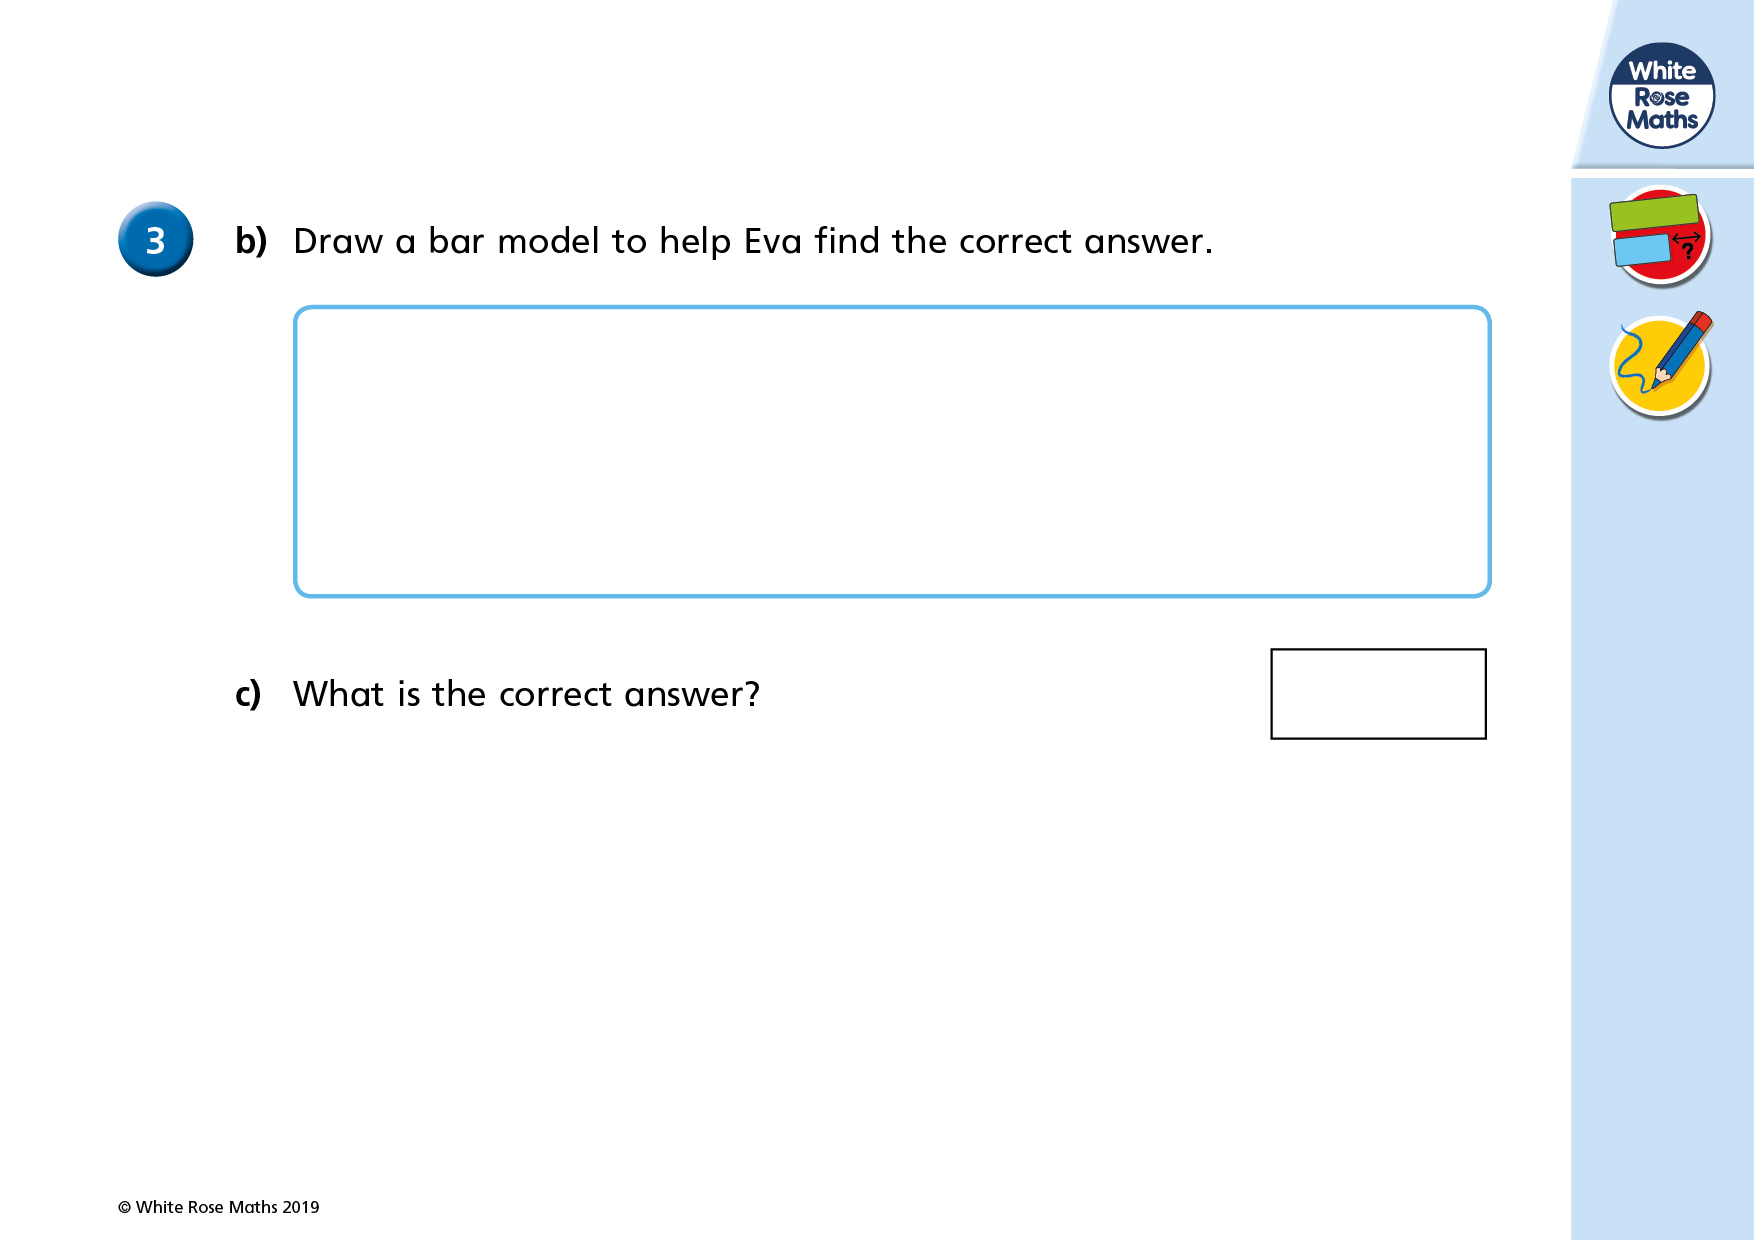 White
Rose
Maths
3 b) Draw a bar model to help Eva find the correct answer.
?
c) What is the correct answer?
© White Rose Maths 2019